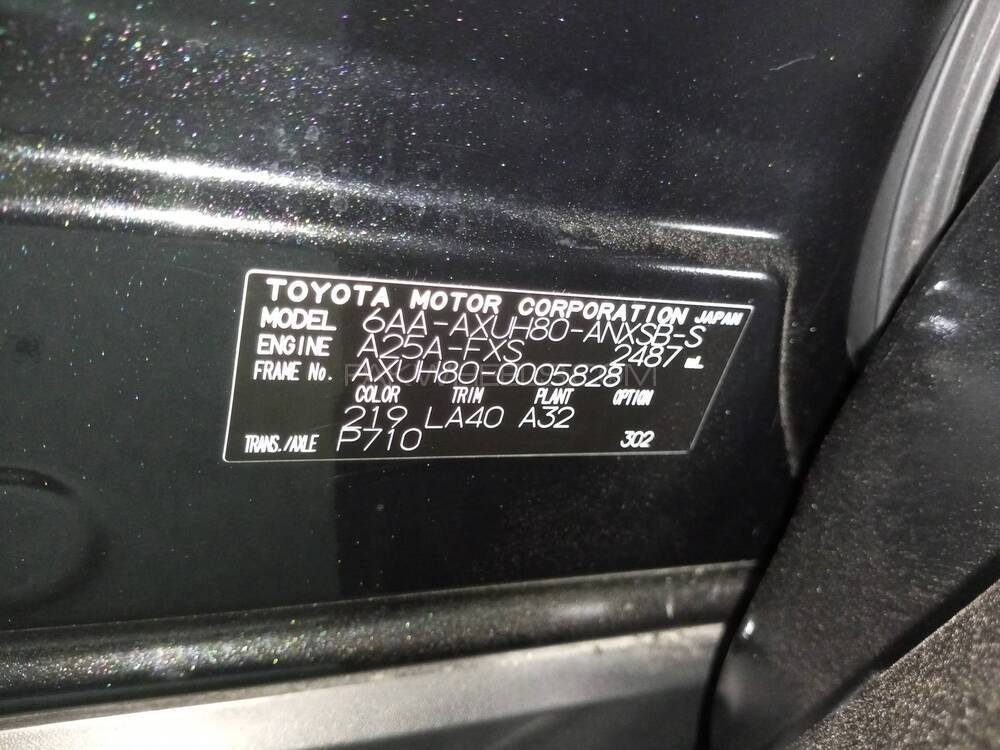 TOYOTA MOTOR CORPORATION JAPAN
MODEL 6AA-AXUH80-ANXSB-S
ENGINE A25A-FXS 2487 mL
FRAME No. AXUH80-0005828
COLOR TRIM PLANT OPTION
219 LA40 A32
TRANS./AXLE P710 302